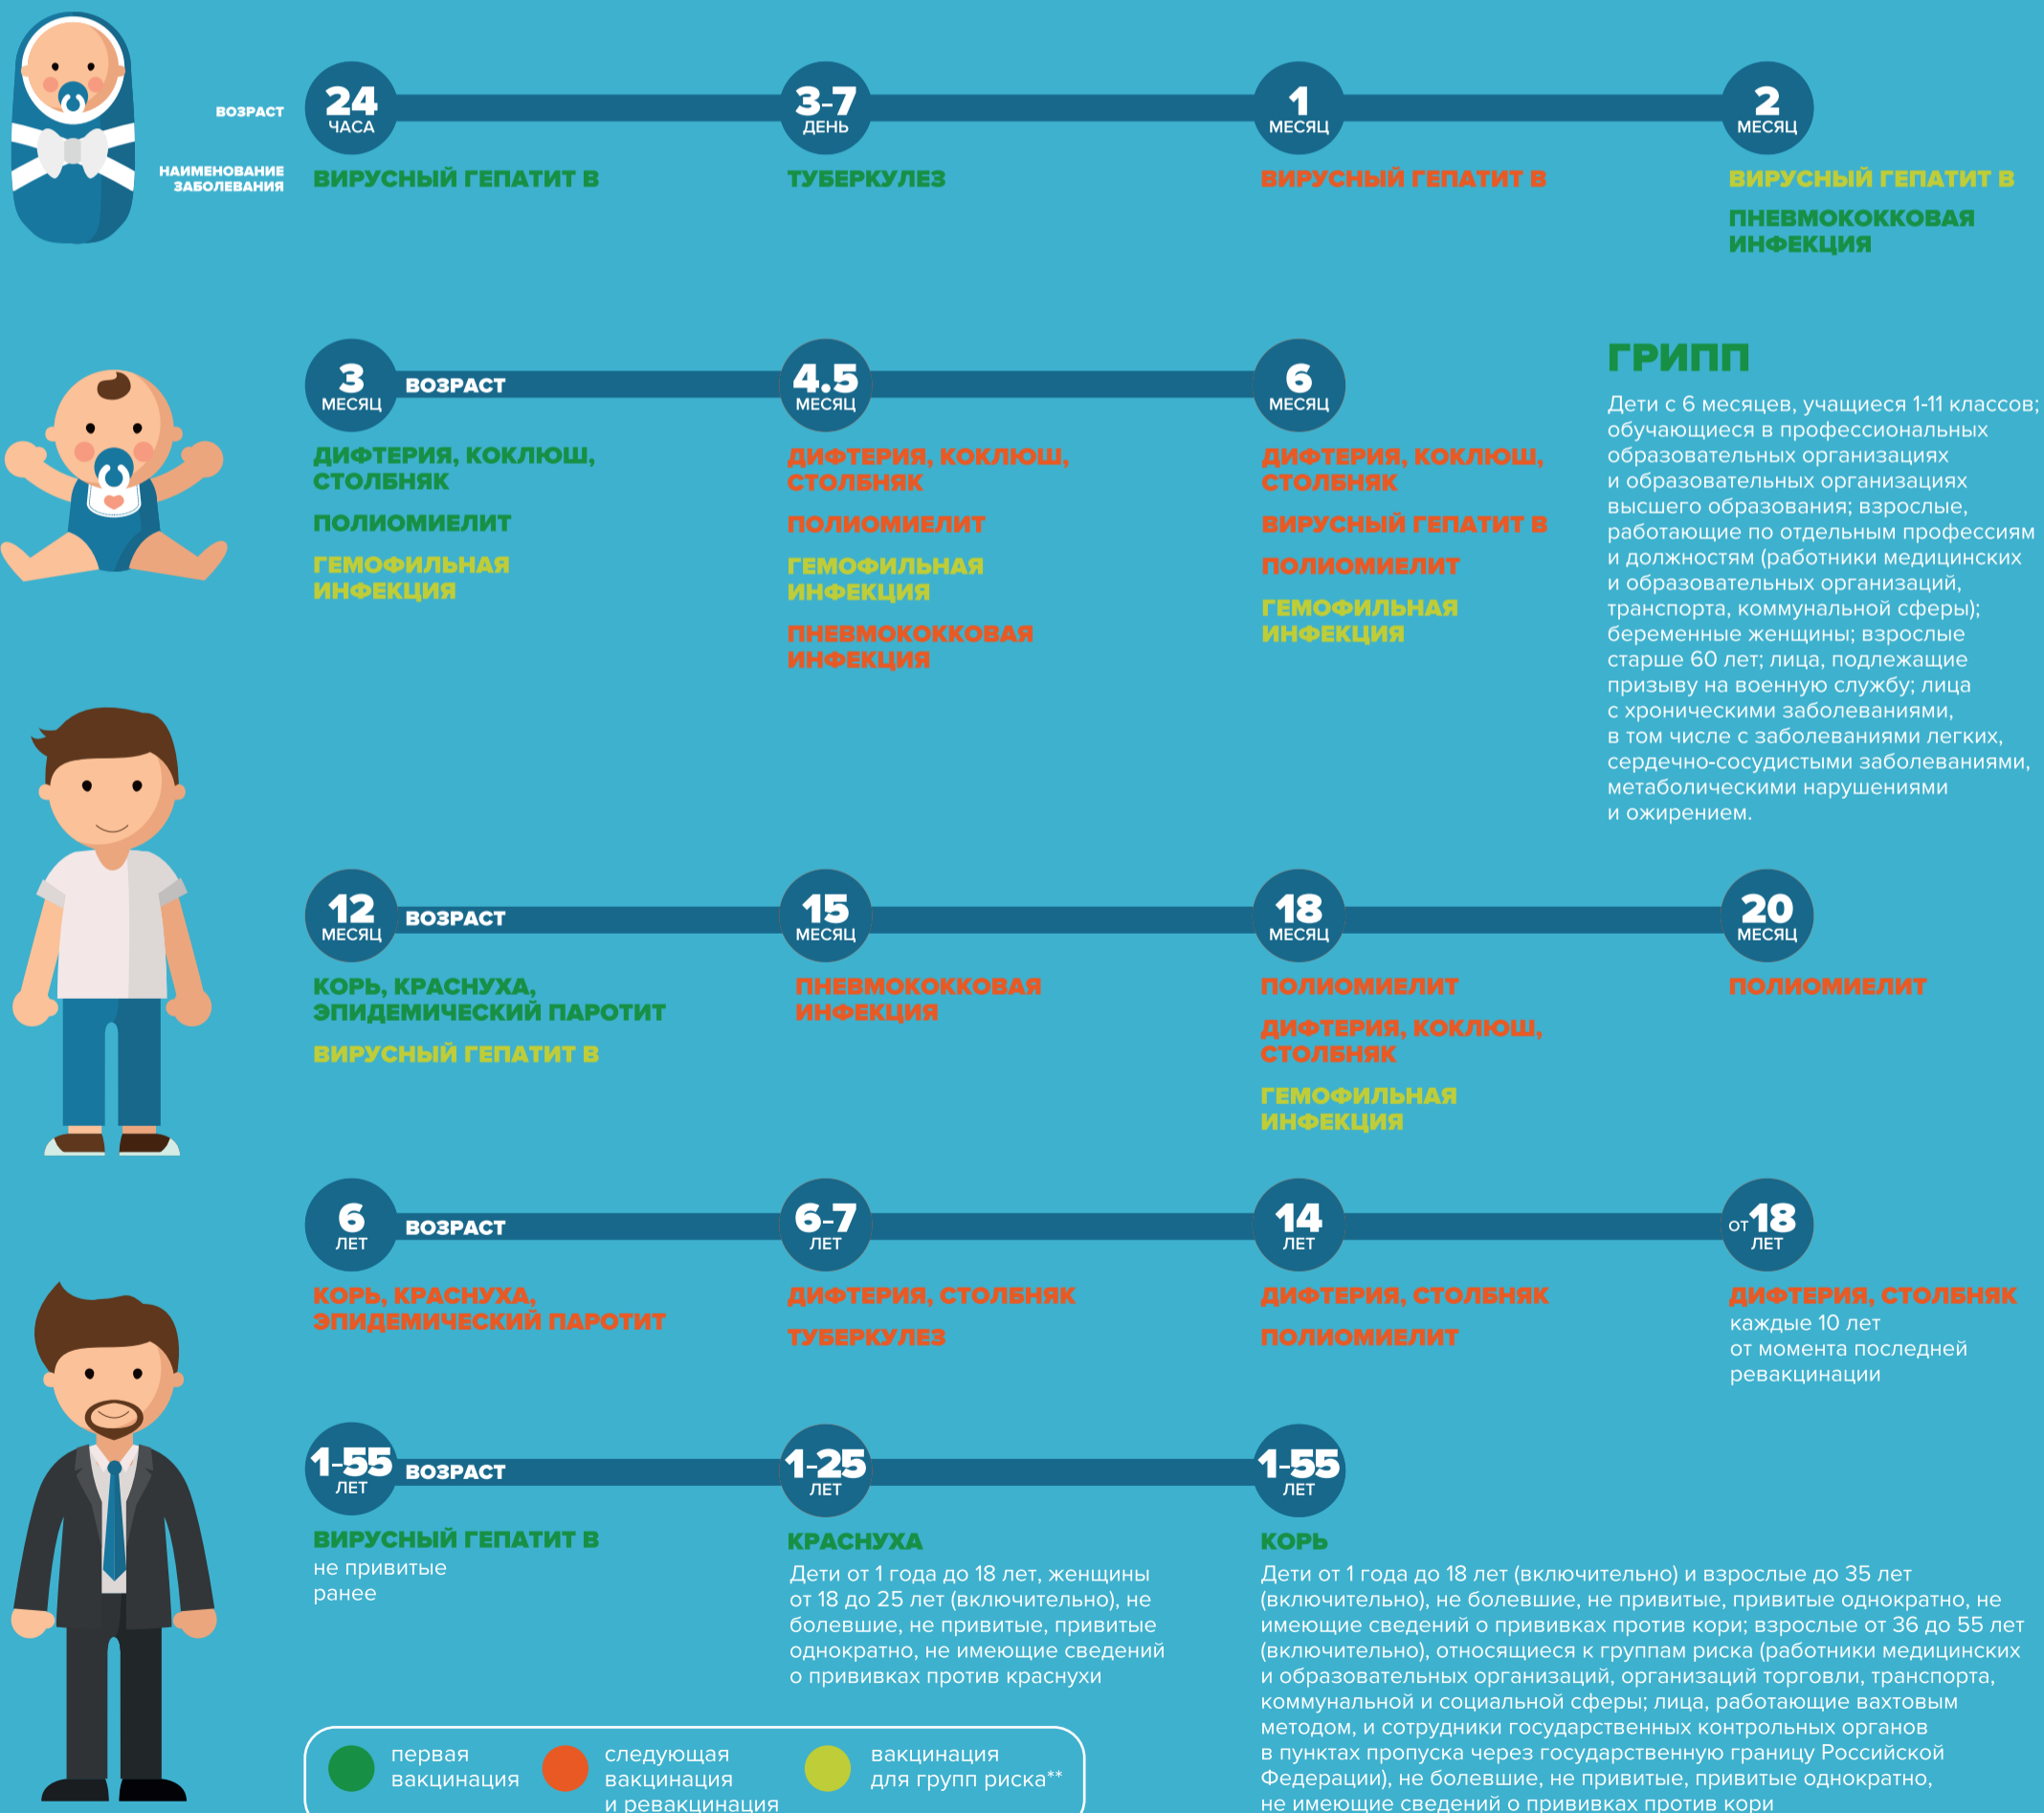 ВОЗРАСТ
24
ЧАСА
3-7
ДЕНЬ
1
МЕСЯЦ
2
МЕСЯЦ
НАИМЕНОВАНИЕ
ЗАБОЛЕВАНИЯ
ВИРУСНЫЙ ГЕПАТИТ В
ТУБЕРКУЛЕЗ
ВИРУСНЫЙ ГЕПАТИТ В
ВИРУСНЫЙ ГЕПАТИТ В
ПНЕВМОКОККОВАЯ
ИНФЕКЦИЯ
3
МЕСЯЦ
ВОЗРАСТ
4.5
МЕСЯЦ
6
МЕСЯЦ
ДИФТЕРИЯ, КОКЛЮШ,
СТОЛБНЯК
ПОЛИОМИЕЛИТ
ГЕМОФИЛЬНАЯ
ИНФЕКЦИЯ
ДИФТЕРИЯ, КОКЛЮШ,
СТОЛБНЯК
ПОЛИОМИЕЛИТ
ГЕМОФИЛЬНАЯ
ИНФЕКЦИЯ
ПНЕВМОКОККОВАЯ
ИНФЕКЦИЯ
ДИФТЕРИЯ, КОКЛЮШ,
СТОЛБНЯК
ВИРУСНЫЙ ГЕПАТИТ В
ПОЛИОМИЕЛИТ
ГЕМОФИЛЬНАЯ
ИНФЕКЦИЯ
ГРИПП
Дети с 6 месяцев, учащиеся 1-11 классов;
обучающиеся в профессиональных
образовательных организациях
и образовательных организациях
высшего образования; взрослые,
работающие по отдельным профессиям
и должностям (работники медицинских
и образовательных организаций,
транспорта, коммунальной сферы);
беременные женщины; взрослые
старше 60 лет; лица, подлежащие
призыву на военную службу; лица
с хроническими заболеваниями,
в том числе с заболеваниями легких,
сердечно-сосудистыми заболеваниями,
метаболическими нарушениями
и ожирением.
12
МЕСЯЦ
ВОЗРАСТ
15
МЕСЯЦ
18
МЕСЯЦ
20
МЕСЯЦ
КОРЬ, КРАСНУХА,
ЭПИДЕМИЧЕСКИЙ ПАРОТИТ
ВИРУСНЫЙ ГЕПАТИТ В
ПНЕВМОКОККОВАЯ
ИНФЕКЦИЯ
ПОЛИОМИЕЛИТ
ДИФТЕРИЯ, КОКЛЮШ,
СТОЛБНЯК
ГЕМОФИЛЬНАЯ
ИНФЕКЦИЯ
ПОЛИОМИЕЛИТ
6
ЛЕТ
ВОЗРАСТ
6-7
ЛЕТ
14
ЛЕТ
ОТ 18
ЛЕТ
КОРЬ, КРАСНУХА,
ЭПИДЕМИЧЕСКИЙ ПАРОТИТ
ДИФТЕРИЯ, СТОЛБНЯК
ТУБЕРКУЛЕЗ
ДИФТЕРИЯ, СТОЛБНЯК
ПОЛИОМИЕЛИТ
ДИФТЕРИЯ, СТОЛБНЯК
каждые 10 лет
от момента последней
ревакцинации
1-55
ЛЕТ
ВОЗРАСТ
1-25
ЛЕТ
1-55
ЛЕТ
ВИРУСНЫЙ ГЕПАТИТ В
не привитые
ранее
КРАСНУХА
Дети от 1 года до 18 лет, женщины
от 18 до 25 лет (включительно), не
болевшие, не привитые, привитые
однократно, не имеющие сведений
о прививках против краснухи
КОРЬ
Дети от 1 года до 18 лет (включительно) и взрослые до 35 лет
(включительно), не болевшие, не привитые, привитые однократно, не
имеющие сведений о прививках против кори; взрослые от 36 до 55 лет
(включительно), относящиеся к группам риска (работники медицинских
и образовательных организаций, организаций торговли, транспорта,
коммунальной и социальной сферы; лица, работающие вахтовым
методом, и сотрудники государственных контрольных органов
в пунктах пропуска через государственную границу Российской
Федерации), не болевшие, не привитые, привитые однократно,
не имеющие сведений о прививках против кори
первая
вакцинация
следующая
вакцинация
и ревакцинация
вакцинация
для групп риска**